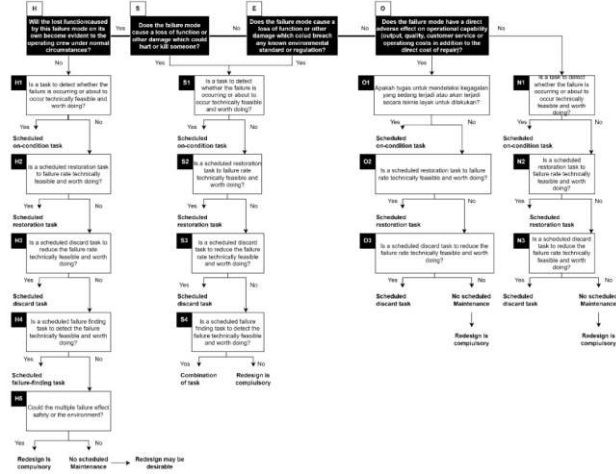 H
Will the lost functioncaused
by this failure mode on its
own become evident to the
operating crew under normal
circumstances?
Yes
S
Does the failure mode
cause a loss of function or
other damage which could
hurt or kill someone?
No
E
Does the failure mode cause a
loss of function or other
damage which colud breach
any known environmental
standard or regulation?
No
O
Does the failure mode have a direct
adverse effect on operational capability
(output, quality, customer service or
operating costs in addition to the
direct cost of repair)?
No
No
Yes
Yes
Yes
H1
Is a task to detect whether
the failure is occurring or
about to occur technically
feasible and worth doing?
Yes
No
Scheduled
on-condition task
H2
Is a scheduled restoration task
to failure rate technically
feasible and worth doing?
Yes
No
Scheduled
restoration task
H3
Is a scheduled discard task to
reduce the failure rate
technically feasible and worth
doing?
Yes
No
Scheduled
discard task
H4
Is a scheduled failure finding
task to detect the failure
technically feasible and worth
doing?
Yes
No
Scheduled
failure-finding task
H5
Could the multiple failure effect
safety or the environment?
Yes
No
Redesign is
compulsory
No scheduled
Maintenance
Redesign may be
desirable
S1
Is a task to detect
whether the failure is
occurring or about to
occur technically feasible
and worth doing?
Yes
No
Scheduled
on-condition task
S2
Is a scheduled restoration
task to failure rate
technically feasible and
worth doing?
Yes
No
Scheduled
restoration task
S3
Is a scheduled discard
task to reduce the failure
rate technically feasible
and worth doing?
Yes
No
Scheduled
discard task
S4
Is a scheduled failure
finding task to detect the
failure technically feasible
and worth doing?
Yes
No
Combination
of task
Redesign is
compulsory
O1
Apakah tugas untuk mendeteksi kegagalan
yang sedang terjadi atau akan terjadi
secara teknis layak untuk dilakukan?
Yes
No
Scheduled
on-condition task
O2
Is a scheduled restoration task to failure
rate technically feasible and worth doing?
Yes
No
Scheduled
restoration task
O3
Is a scheduled discard task to reduce the
failure rate technically feasible and worth
doing?
Yes
No
Scheduled
discard task
No scheduled
Maintenance
Redesign is
compulsory
N1
Is a task to detect
whether the failure is
occurring or about to
occur technically feasible
and worth doing?
Yes
No
Scheduled
on-condition task
N2
Is a scheduled restoration
task to failure rate
technically feasible and
worth doing?
Yes
No
Scheduled
restoration task
N3
Is a scheduled discard
task to reduce the failure
rate technically feasible
and worth doing?
Yes
No
Scheduled
discard task
No scheduled
Maintenance
Redesign is
compulsory